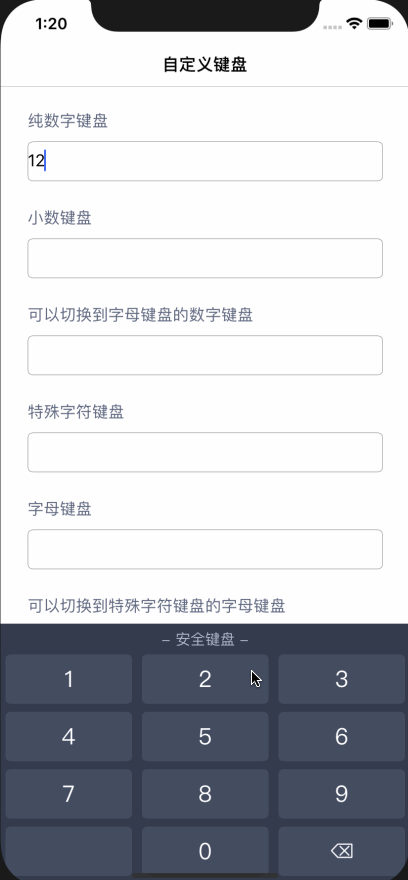 1:20
自定义键盘
纯数字键盘
12
小数键盘
可以切换到字母键盘的数字键盘
特殊字符键盘
字母键盘
可以切换到特殊字符键盘的字母键盘
– 安全键盘 –
1 2 3
4 5 6
7 8 9
0